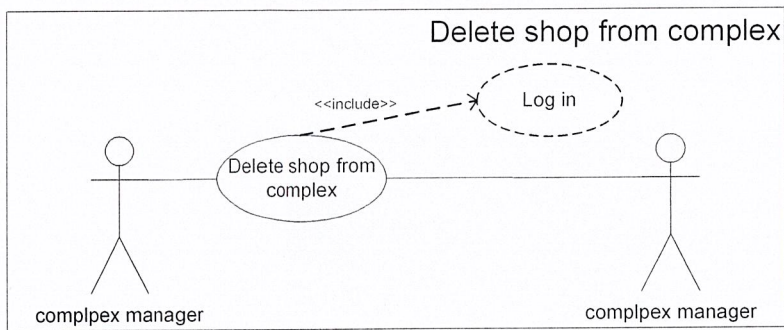 Delete shop from complex
<<include>>
Log in
Delete shop from
complex
complpex manager
complpex manager